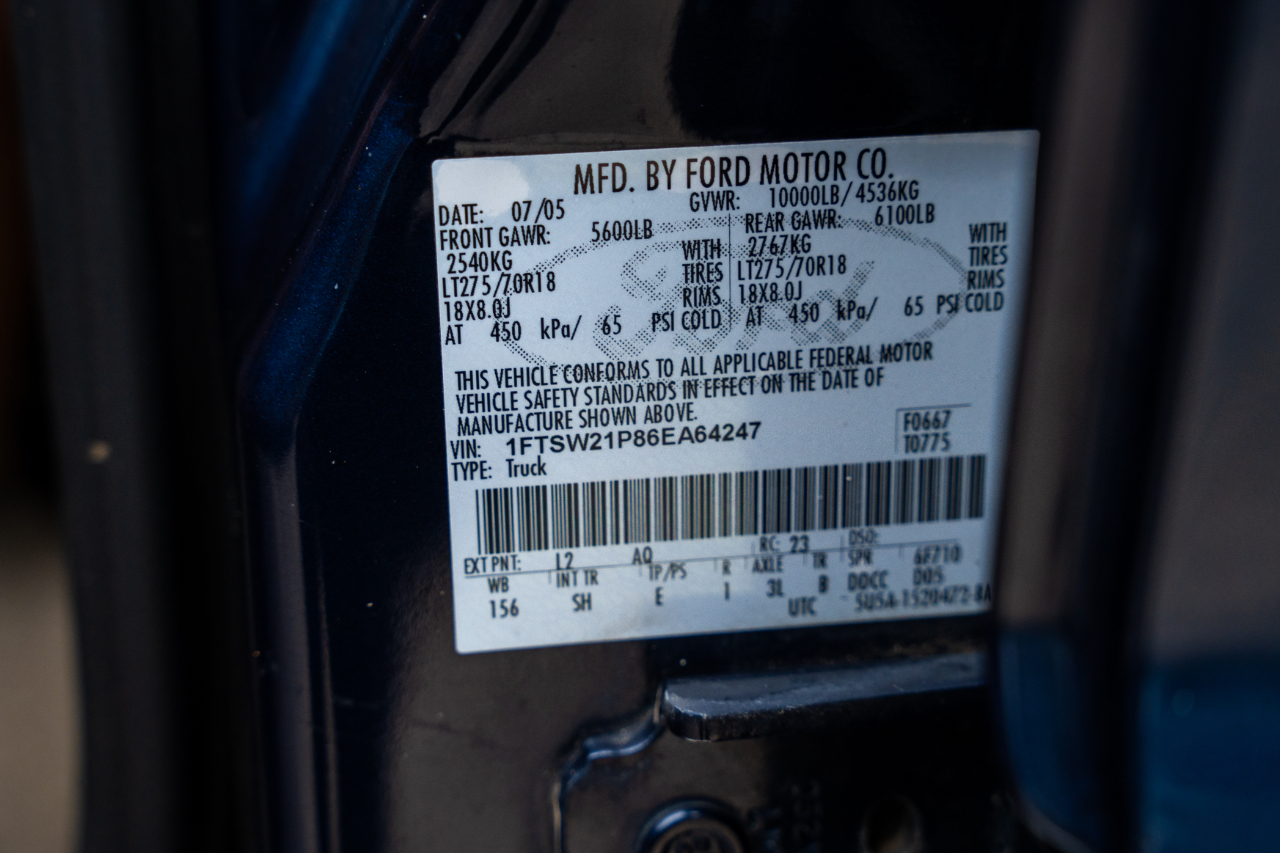 MFD. BY FORD MOTOR CO.
DATE: 07/05 GVWR: 10000LB/4536KG
FRONT GAWR: 5600LB REAR GAWR: 6100LB
2540KG WITH 2767KG WITH
LT275/70R18 TIRES LT275/70R18 TIRES
18X8.0J RIMS 18X8.0J RIMS
AT 450 kPa/ 65 PSI COLD AT 450 kPa/ 65 PSI COLD
Ford
THIS VEHICLE CONFORMS TO ALL APPLICABLE FEDERAL MOTOR
VEHICLE SAFETY STANDARDS IN EFFECT ON THE DATE OF
MANUFACTURE SHOWN ABOVE.
VIN: 1FTSW21P86EA64247 F0667
TYPE: Truck T0775
EXT PNT: L2 AQ RC: 23 DSO:
WB INT TR TP/PS R AXLE TR SPR 6F710
156 SH E 1 3L B DOCC D05
UTC 5U5A-1520472-BA